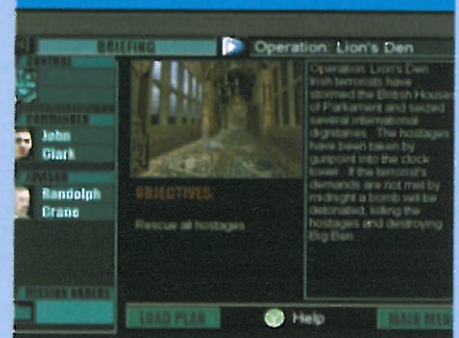 BRIEFING
Operation: Lion's Den
CONTROL
COMMANDER
John
Clark
ADVISOR
Randolph
Crane
MISSION ORDERS
OBJECTIVES:
Rescue all hostages
Operation: Lion's Den
Irish terrorists have
stormed the British House
of Parliament and seized
several international
dignitaries. The hostages
have been taken by
gunpoint into the clock
tower. If the terrorist's
demands are not met by
midnight a bomb will be
detonated, killing the
hostages and destroying
Big Ben
LOAD PLAN
Y Help
MAIN MEN